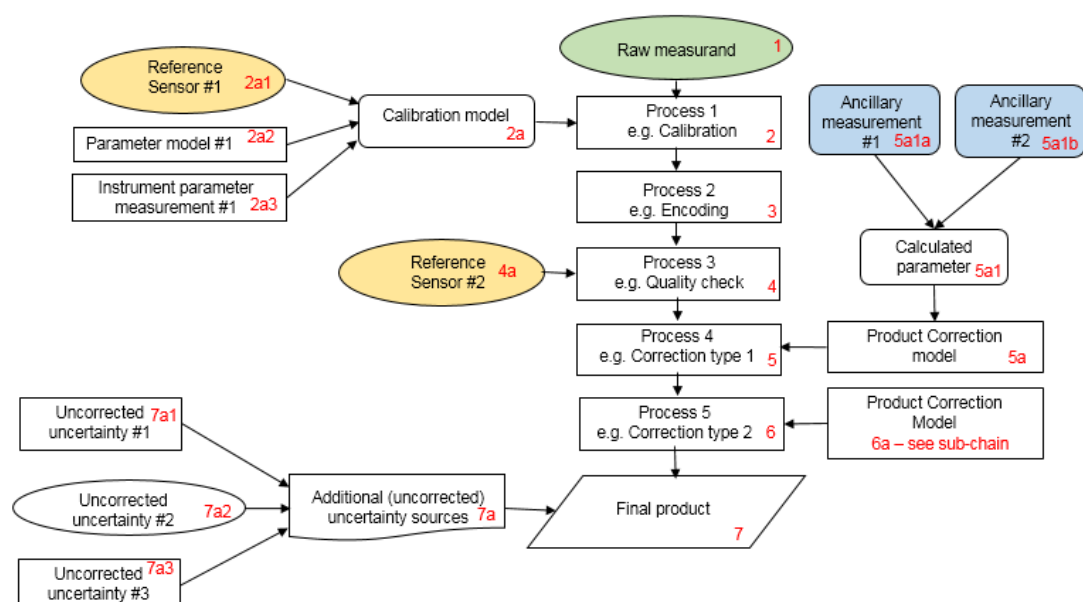 Raw measurand 1
Reference
Sensor #1 2a1
Parameter model #1 2a2
Instrument parameter
measurement #1 2a3
Calibration model
2a
Process 1
e.g. Calibration 2
Ancillary
measurement
#1 5a1a
Ancillary
measurement
#2 5a1b
Process 2
e.g. Encoding 3
Reference
Sensor #2 4a
Process 3
e.g. Quality check 4
Calculated
parameter 5a1
Process 4
e.g. Correction type 1 5
Product Correction
model 5a
Process 5
e.g. Correction type 2 6
Product Correction
Model
6a – see sub-chain
Uncorrected 7a1
uncertainty #1
Uncorrected
uncertainty #2 7a2
Uncorrected 7a3
uncertainty #3
Additional (uncorrected)
uncertainty sources 7a
Final product
7